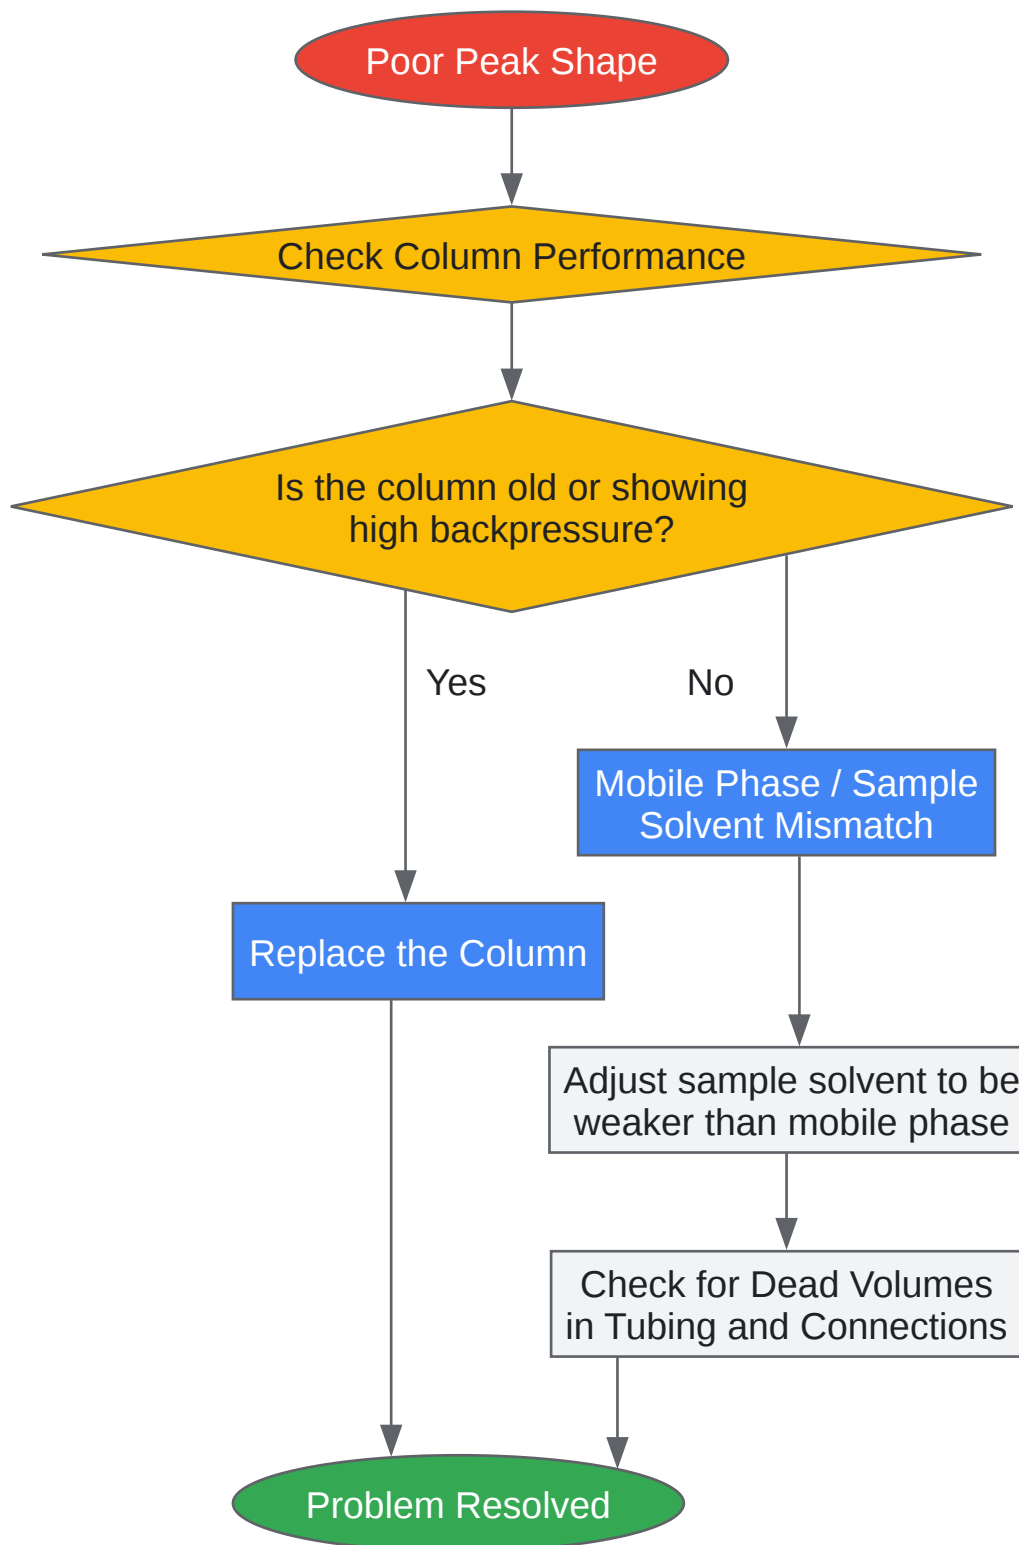 Poor Peak Shape
Check Column Performance
Is the column old or showing
high backpressure?
Yes
No
Mobile Phase / Sample
Solvent Mismatch
Replace the Column
Adjust sample solvent to be
weaker than mobile phase
Check for Dead Volumes
in Tubing and Connections
Problem Resolved